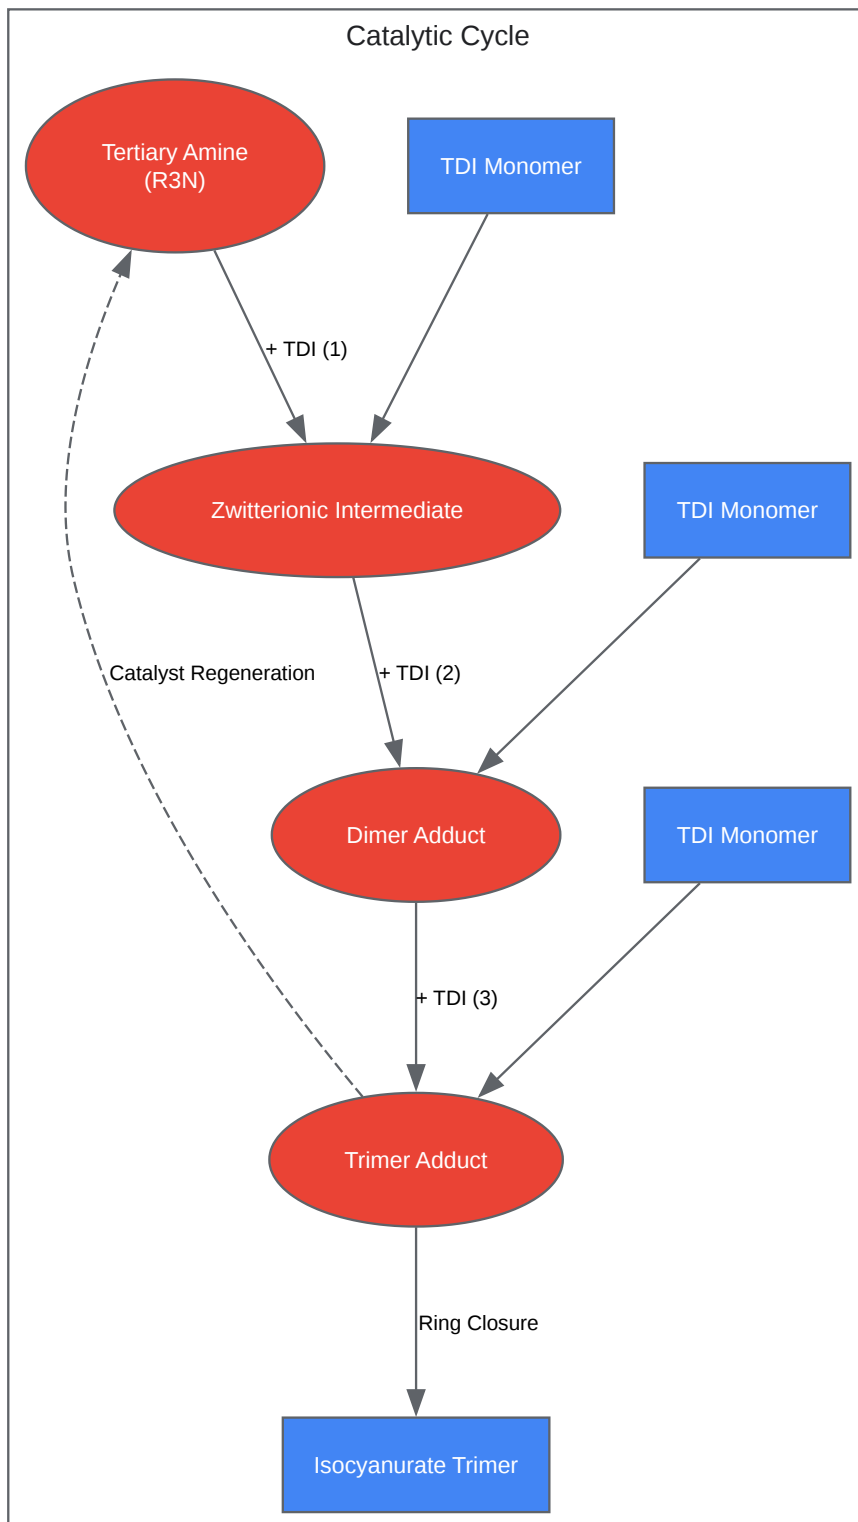 Catalytic Cycle
Tertiary Amine
(R3N)
TDI Monomer
+ TDI (1)
Zwitterionic Intermediate
TDI Monomer
Catalyst Regeneration
+ TDI (2)
Dimer Adduct
TDI Monomer
+ TDI (3)
Trimer Adduct
Ring Closure
Isocyanurate Trimer